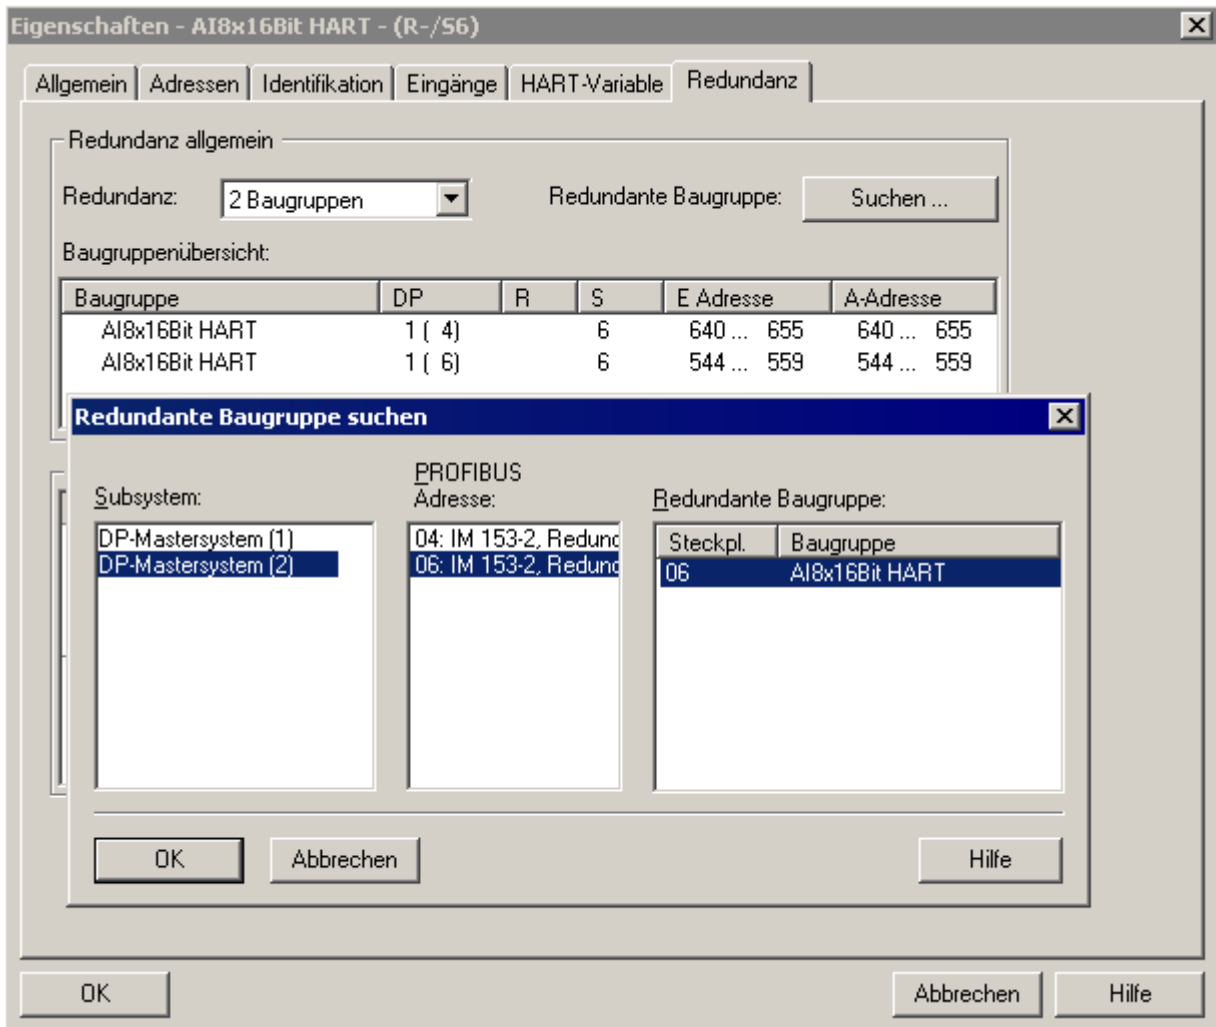 Eigenschaften - AI8x16Bit HART - (R-/S6)
Allgemein Adressen Identifikation Eingänge HART-Variable Redundanz
Redundanz allgemein
Redundanz: 2 Baugruppen Redundante Baugruppe: Suchen ...
Baugruppenübersicht:
Baugruppe DP R S E Adresse A-Adresse
AI8x16Bit HART 1 ( 4) 6 640 ... 655 640 ... 655
AI8x16Bit HART 1 ( 6) 6 544 ... 559 544 ... 559
Redundante Baugruppe suchen
Subsystem: PROFIBUS Adresse: Redundante Baugruppe:
DP-Mastersystem (1) 04: IM 153-2, Redund Steckpl. Baugruppe
DP-Mastersystem (2) 06: IM 153-2, Redund 06 AI8x16Bit HART
OK Abbrechen Hilfe
OK Abbrechen Hilfe